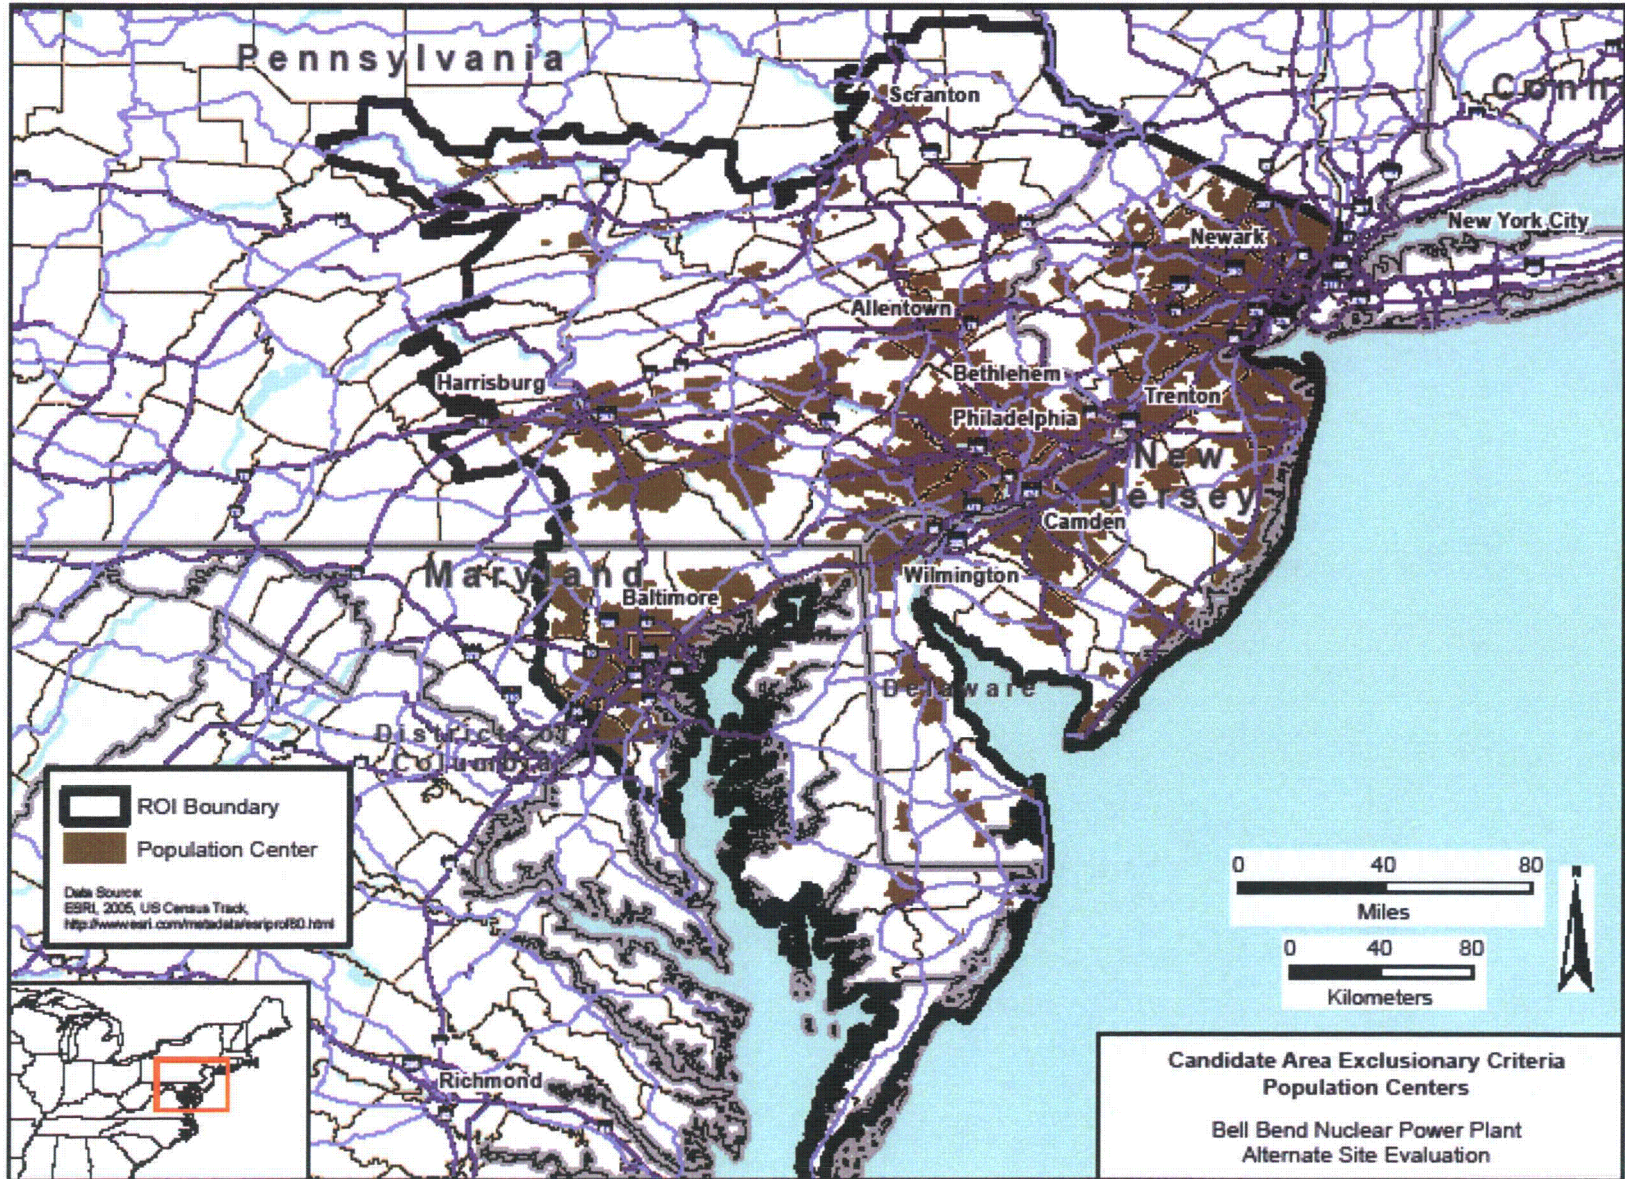 Pennsylvania
Conn
Scranton
New York City
Newark
Allentown
Bethlehem
Harrisburg
Trenton
Philadelphia
New
Jersey
Camden
Wilmington
Maryland
Baltimore
Delaware
District of
Columbia
ROI Boundary
Population Center
Data Source:
ESRI, 2005, US Census Track,
Richmond
0 40 80
Miles
0 40 80
Kilometers
N
Candidate Area Exclusionary Criteria
Population Centers
Bell Bend Nuclear Power Plant
Alternate Site Evaluation